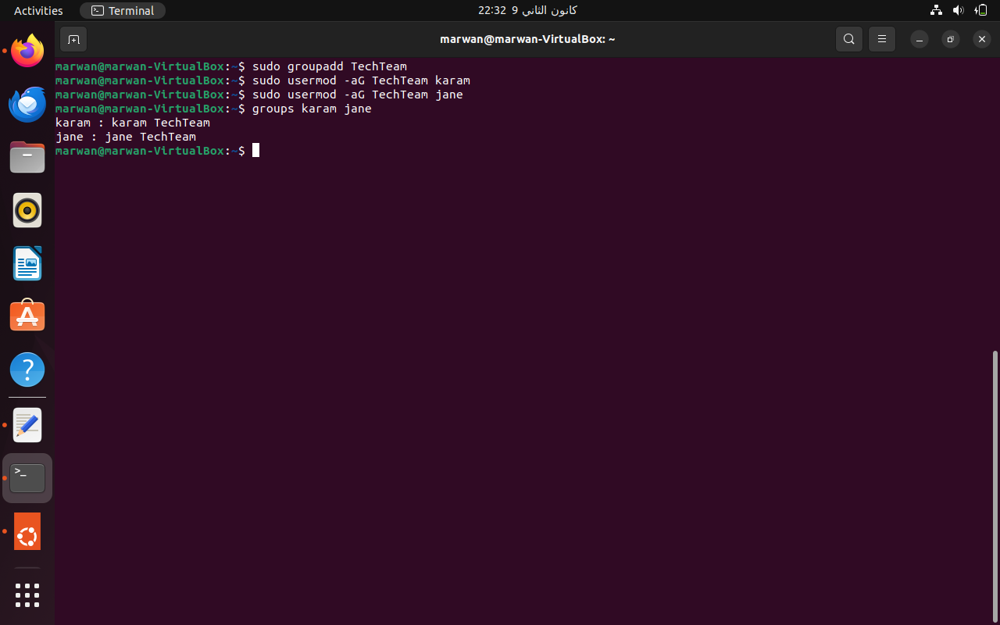 Activities Terminal 22:32 9 كانون الثاني
marwan@marwan-VirtualBox: ~
marwan@marwan-VirtualBox:~$ sudo groupadd TechTeam
marwan@marwan-VirtualBox:~$ sudo usermod -aG TechTeam karam
marwan@marwan-VirtualBox:~$ sudo usermod -aG TechTeam jane
marwan@marwan-VirtualBox:~$ groups karam jane
karam : karam TechTeam
jane : jane TechTeam
marwan@marwan-VirtualBox:~$